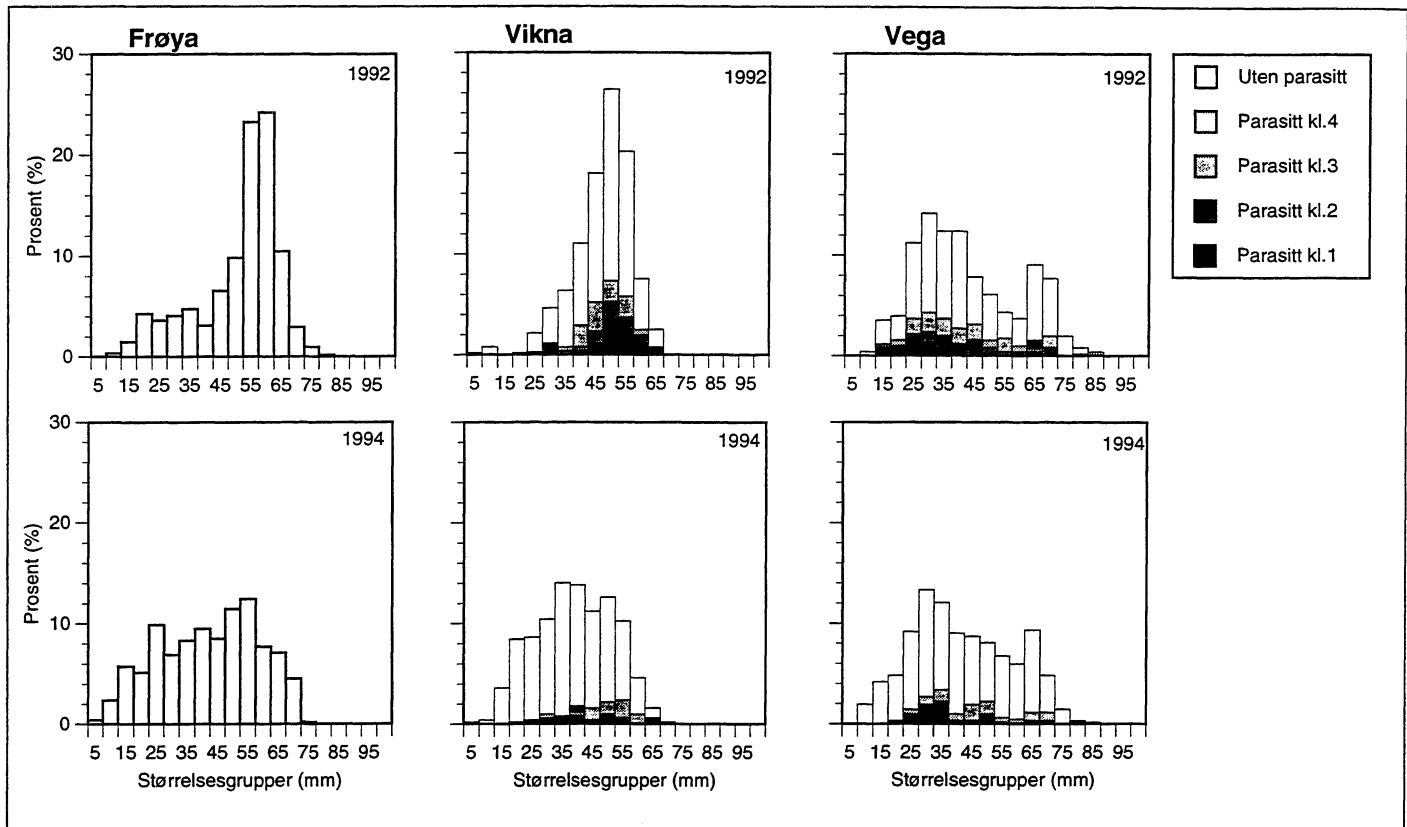 Frøya
Vikna
Vega
30
20
10
0
Prosent (%)
1992
1992
1992
5 15 25 35 45 55 65 75 85 95
5 15 25 35 45 55 65 75 85 95
5 15 25 35 45 55 65 75 85 95
Uten parasitt
Parasitt kl.4
Parasitt kl.3
Parasitt kl.2
Parasitt kl.1
30
20
10
0
Prosent (%)
1994
1994
1994
5 15 25 35 45 55 65 75 85 95
5 15 25 35 45 55 65 75 85 95
5 15 25 35 45 55 65 75 85 95
Størrelsesgrupper (mm)
Størrelsesgrupper (mm)
Størrelsesgrupper (mm)